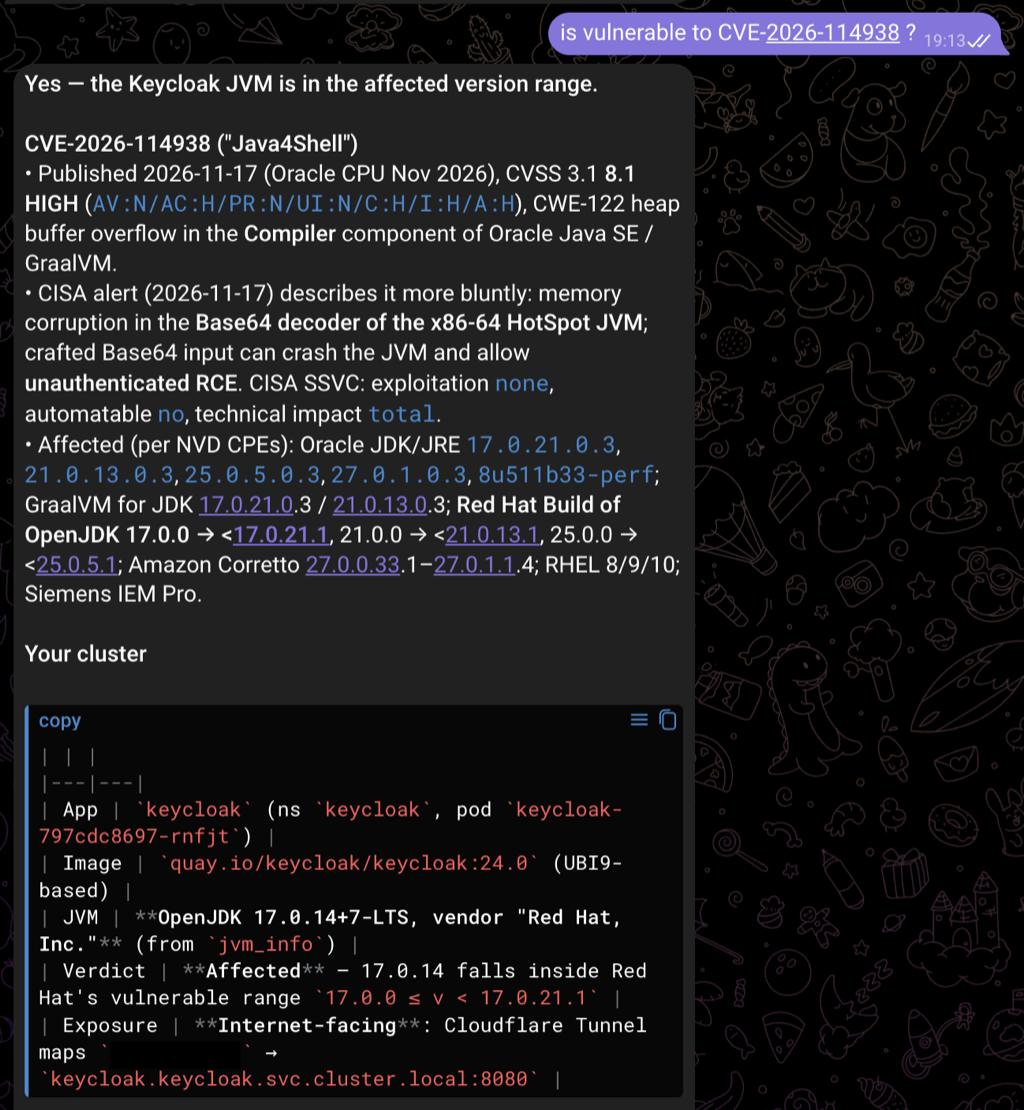 is vulnerable to CVE-2026-114938 ? 19:13
Yes — the Keycloak JVM is in the affected version range.
CVE-2026-114938 ("Java4Shell")
• Published 2026-11-17 (Oracle CPU Nov 2026), CVSS 3.1 8.1
HIGH (AV:N/AC:H/PR:N/UI:N/C:H/I:H/A:H), CWE-122 heap
buffer overflow in the Compiler component of Oracle Java SE /
GraalVM.
• CISA alert (2026-11-17) describes it more bluntly: memory
corruption in the Base64 decoder of the x86-64 HotSpot JVM;
crafted Base64 input can crash the JVM and allow
unauthenticated RCE. CISA SSVC: exploitation none,
automatable no, technical impact total.
• Affected (per NVD CPEs): Oracle JDK/JRE 17.0.21.0.3,
21.0.13.0.3, 25.0.5.0.3, 27.0.1.0.3, 8u511b33-perf;
GraalVM for JDK 17.0.21.0.3 / 21.0.13.0.3; Red Hat Build of
OpenJDK 17.0.0 → <17.0.21.1, 21.0.0 → <21.0.13.1, 25.0.0 →
<25.0.5.1; Amazon Corretto 27.0.0.33.1–27.0.1.1.4; RHEL 8/9/10;
Siemens IEM Pro.
Your cluster
copy
| | |
|---|---|
| App | `keycloak` (ns `keycloak`, pod `keycloak-
797cdc8697-rnfjt`) |
| Image | `quay.io/keycloak/keycloak:24.0` (UBI9-
based) |
| JVM | **OpenJDK 17.0.14+7-LTS, vendor "Red Hat,
Inc."** (from `jvm_info`) |
| Verdict | **Affected** — 17.0.14 falls inside Red
Hat's vulnerable range `17.0.0 ≤ v < 17.0.21.1` |
| Exposure | **Internet-facing**: Cloudflare Tunnel
maps ` ` →
`keycloak.keycloak.svc.cluster.local:8080` |